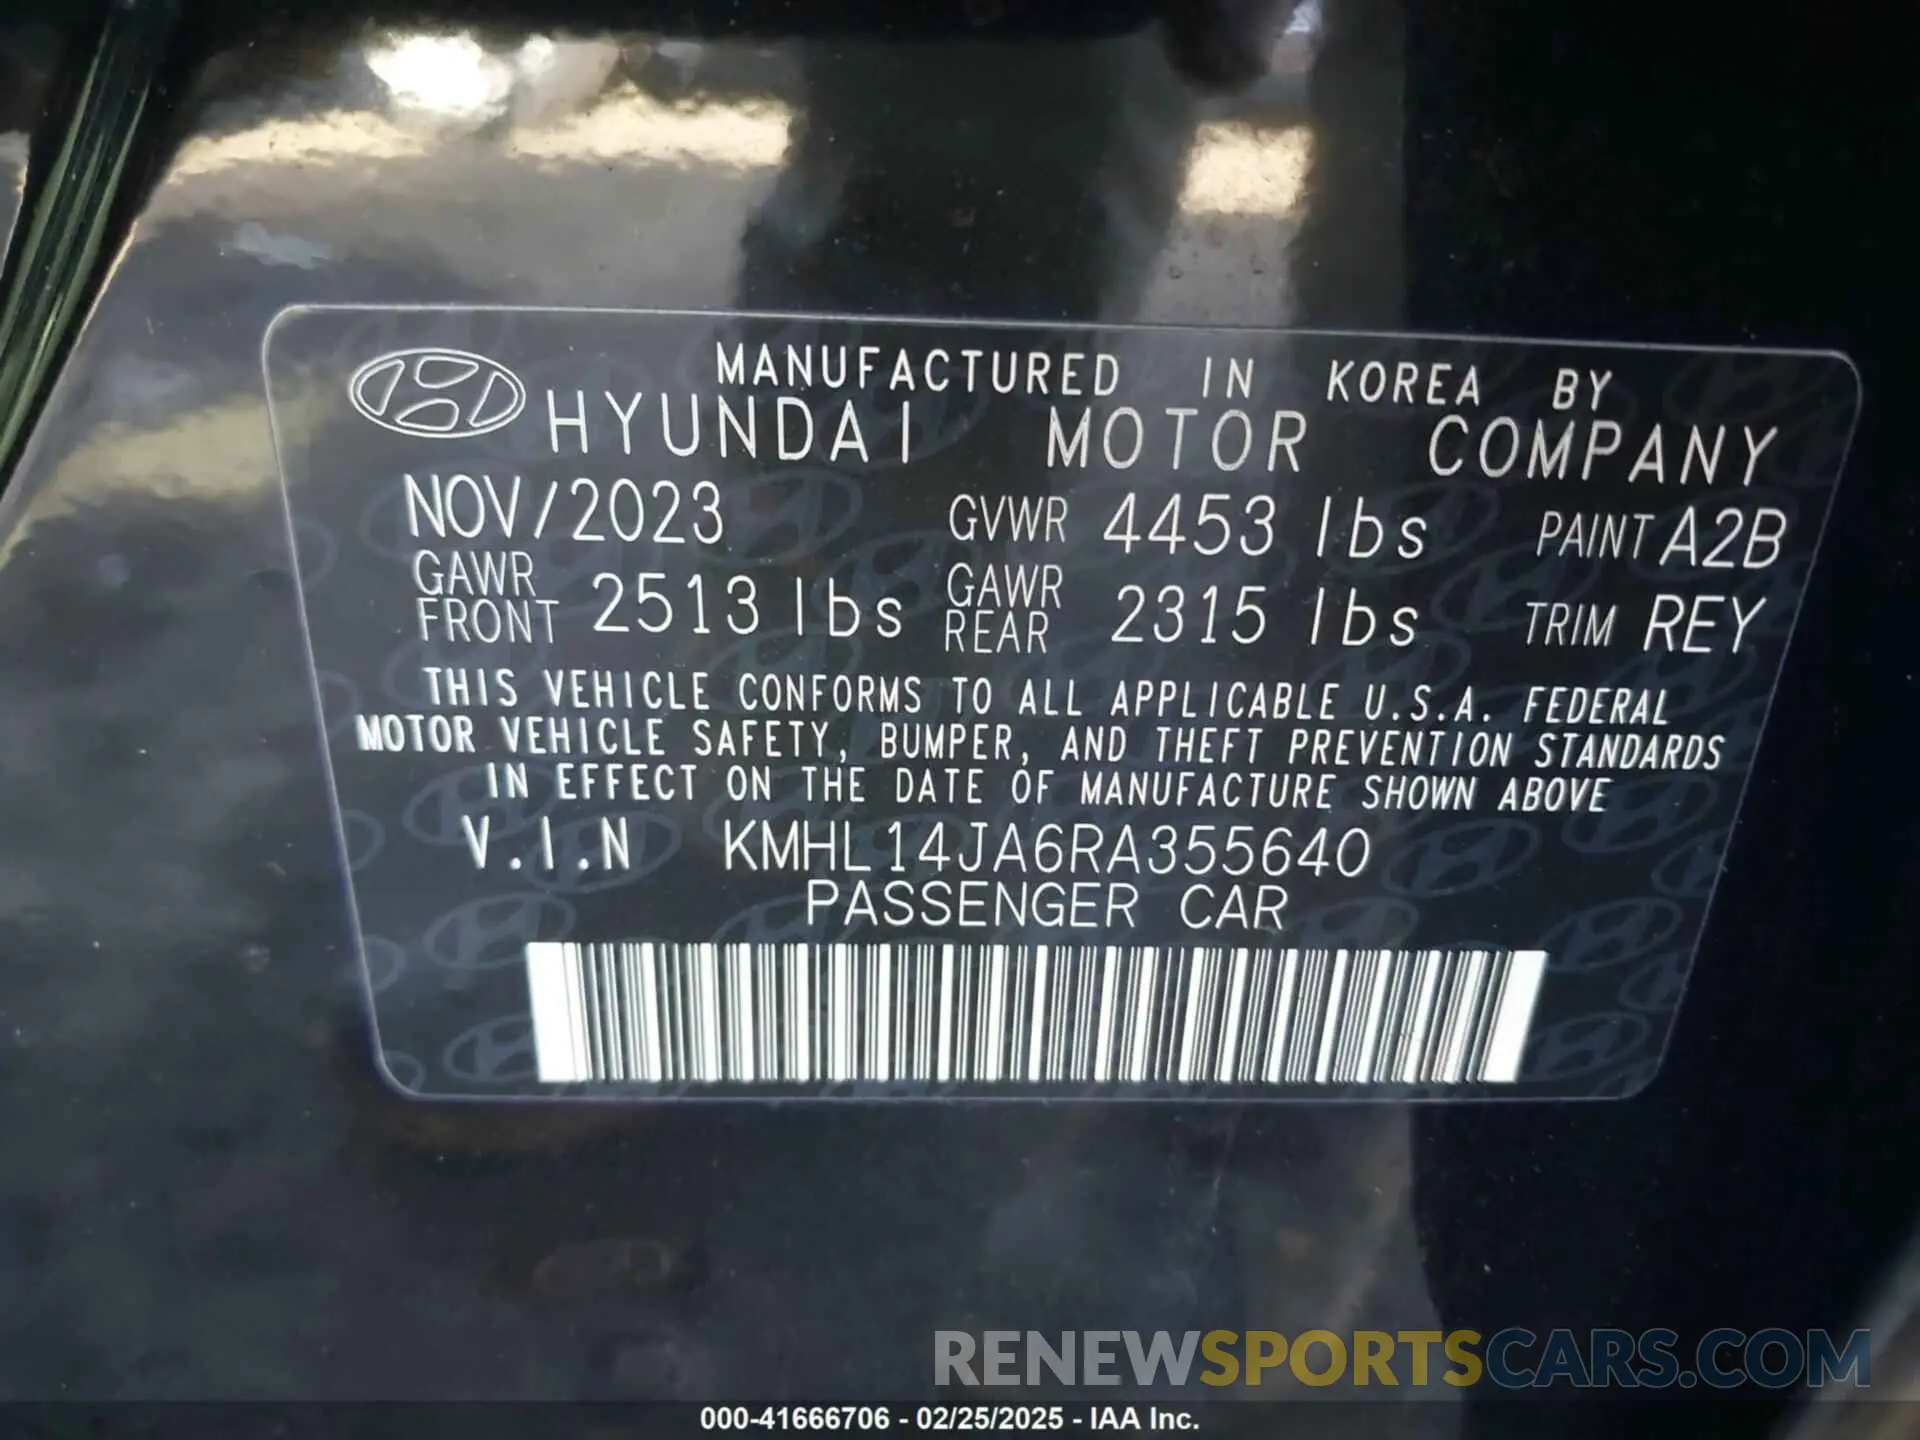 MANUFACTURED IN KOREA BY
HYUNDAI MOTOR COMPANY
NOV/2023 GVWR 4453 lbs PAINT A2B
GAWR FRONT 2513 lbs GAWR REAR 2315 lbs TRIM REY
THIS VEHICLE CONFORMS TO ALL APPLICABLE U.S.A. FEDERAL
MOTOR VEHICLE SAFETY, BUMPER, AND THEFT PREVENTION STANDARDS
IN EFFECT ON THE DATE OF MANUFACTURE SHOWN ABOVE
V.I.N KMHL14JA6RA355640
PASSENGER CAR
RENEWSPORTSCARS.COM
000-41666706 - 02/25/2025 - IAA Inc.